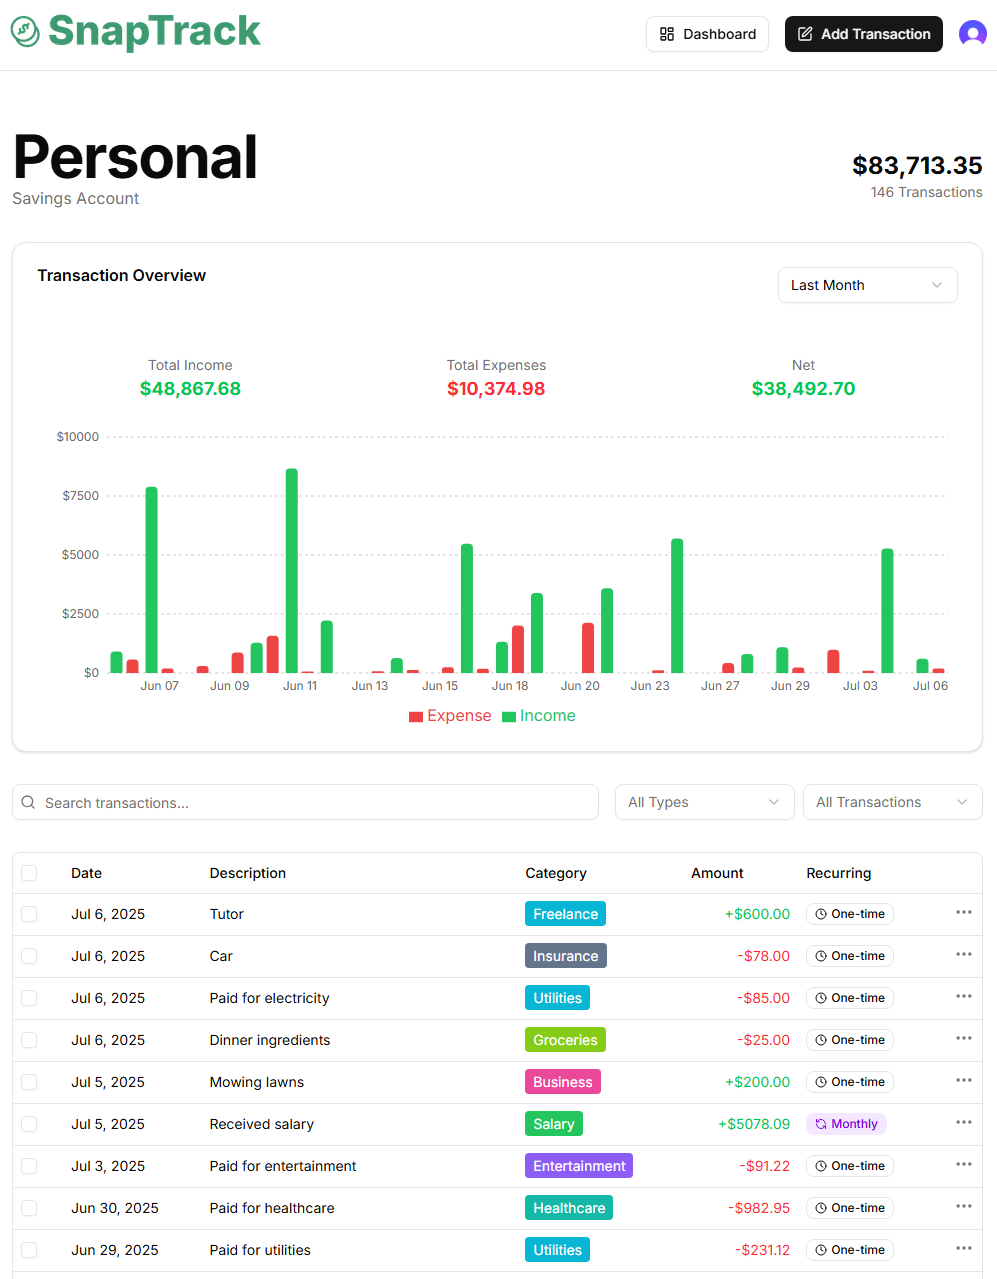 SnapTrack
Dashboard
Add Transaction
Personal
Savings Account
$83,713.35
146 Transactions
Transaction Overview
Last Month
Total Income
$48,867.68
Total Expenses
$10,374.98
Net
$38,492.70
$10000
$7500
$5000
$2500
$0
Jun 07 Jun 09 Jun 11 Jun 13 Jun 15 Jun 18 Jun 20 Jun 23 Jun 27 Jun 29 Jul 03 Jul 06
Expense Income
Search transactions...
All Types
All Transactions
Date Description Category Amount Recurring
Jul 6, 2025 Tutor Freelance +$600.00 One-time
Jul 6, 2025 Car Insurance -$78.00 One-time
Jul 6, 2025 Paid for electricity Utilities -$85.00 One-time
Jul 6, 2025 Dinner ingredients Groceries -$25.00 One-time
Jul 5, 2025 Mowing lawns Business +$200.00 One-time
Jul 5, 2025 Received salary Salary +$5078.09 Monthly
Jul 3, 2025 Paid for entertainment Entertainment -$91.22 One-time
Jun 30, 2025 Paid for healthcare Healthcare -$982.95 One-time
Jun 29, 2025 Paid for utilities Utilities -$231.12 One-time